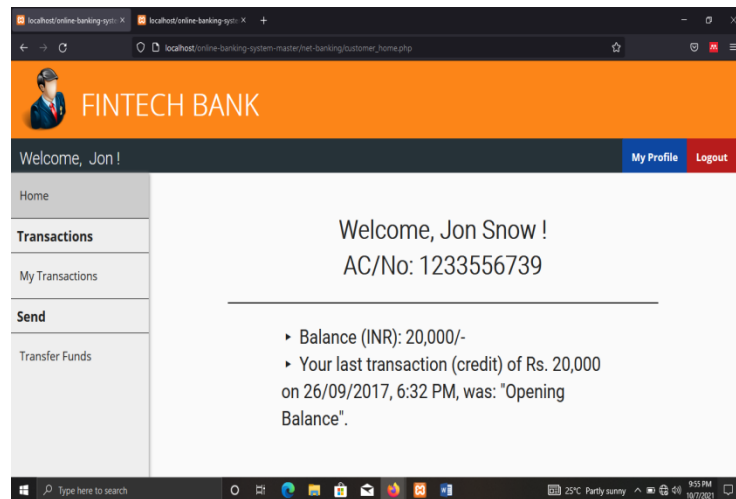 localhost/online-banking-syste
localhost/online-banking-syste
localhost/online-banking-system-master/net-banking/customer_home.php
FINTECH BANK
Welcome, Jon !
My Profile
Logout
Home
Transactions
My Transactions
Send
Transfer Funds
Welcome, Jon Snow !
AC/No: 1233556739
‣ Balance (INR): 20,000/-
‣ Your last transaction (credit) of Rs. 20,000
on 26/09/2017, 6:32 PM, was: "Opening
Balance".
Type here to search
25°C Partly sunny
9:55 PM
10/7/2021